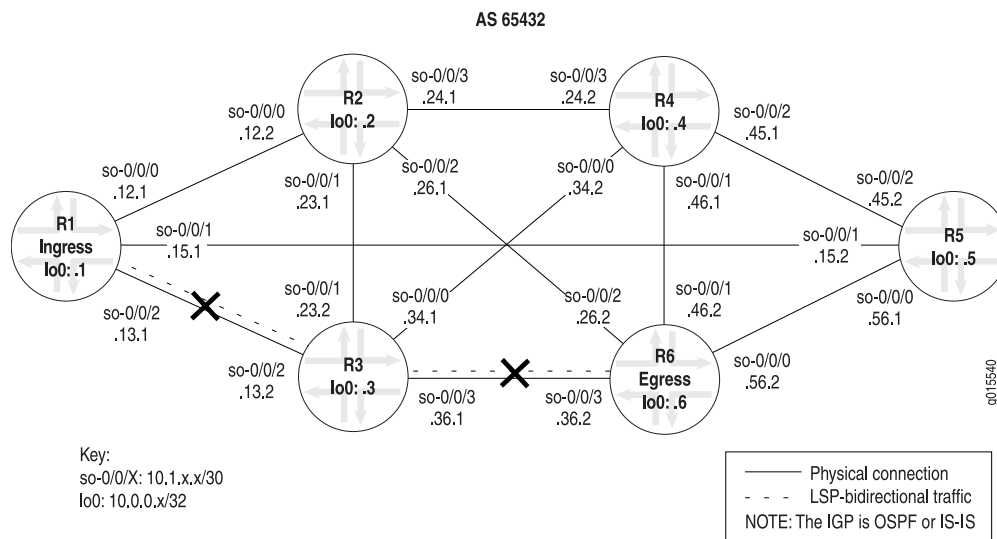 AS 65432
so-0/0/3
.24.1
so-0/0/3
.24.2
R2
lo0: .2
R4
lo0: .4
so-0/0/0
.12.2
so-0/0/2
.45.1
so-0/0/0
.12.1
so-0/0/1
.23.1
so-0/0/2
.26.1
so-0/0/0
.34.2
so-0/0/1
.46.1
so-0/0/2
.45.2
R1
Ingress
lo0: .1
so-0/0/1
.15.1
so-0/0/1
.15.2
R5
lo0: .5
so-0/0/2
.13.1
so-0/0/1
.23.2
so-0/0/0
.34.1
so-0/0/2
.26.2
so-0/0/1
.46.2
so-0/0/0
.56.1
so-0/0/2
.13.2
R3
lo0: .3
R6
Egress
lo0: .6
so-0/0/0
.56.2
so-0/0/3
.36.1
so-0/0/3
.36.2
g015540
Key:
so-0/0/X: 10.1.x.x/30
lo0: 10.0.0.x/32
Physical connection
LSP-bidirectional traffic
NOTE: The IGP is OSPF or IS-IS